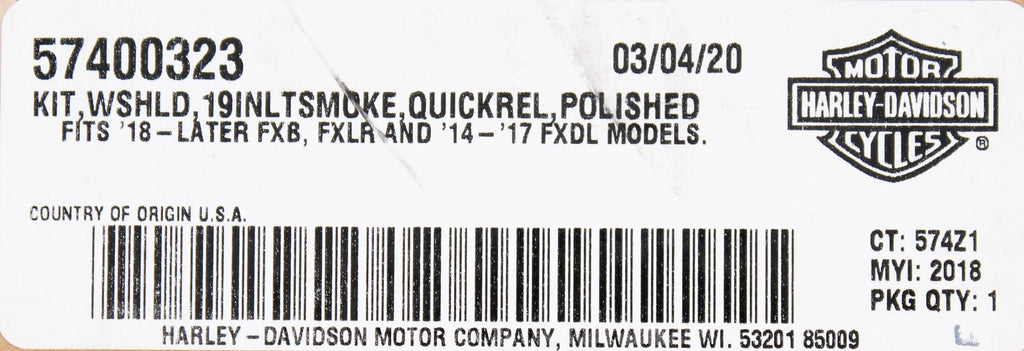 57400323
03/04/20
KIT,WSHLD,19INLTSMOKE,QUICKREL,POLISHED
FITS '18-LATER FXB, FXLR AND '14-'17 FXDL MODELS.
MOTOR
HARLEY-DAVIDSON
CYCLES
®
COUNTRY OF ORIGIN U.S.A.
CT: 574Z1
MYI: 2018
PKG QTY: 1
HARLEY-DAVIDSON MOTOR COMPANY, MILWAUKEE WI. 53201 85009